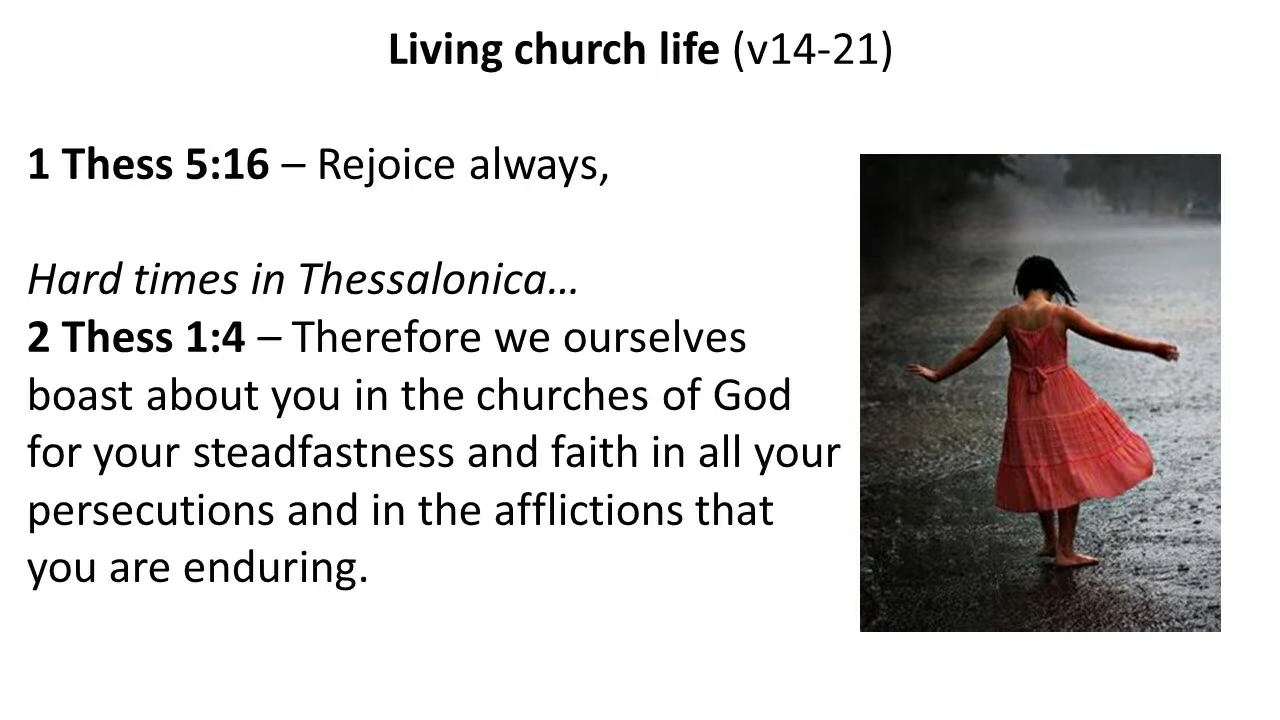 Living church life (v14-21)
1 Thess 5:16 – Rejoice always,
Hard times in Thessalonica…
2 Thess 1:4 – Therefore we ourselves
boast about you in the churches of God
for your steadfastness and faith in all your
persecutions and in the afflictions that
you are enduring.